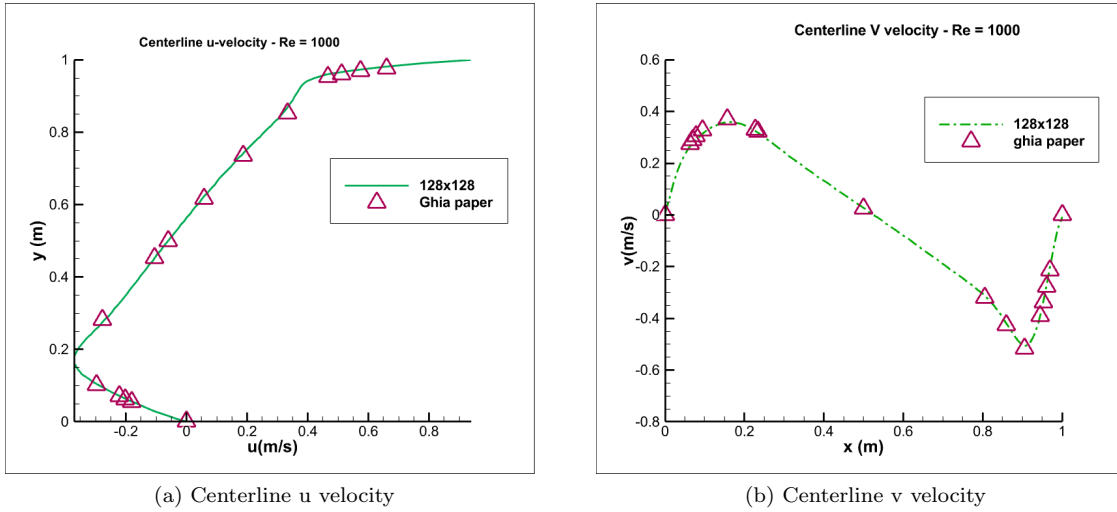 Centerline u-velocity - Re = 1000
1
0.8
0.6
0.4
0.2
0
y (m)
-0.2 0 0.2 0.4 0.6 0.8
u(m/s)
128x128
Ghia paper
(a) Centerline u velocity
Centerline V velocity - Re = 1000
0.6
0.4
0.2
0
-0.2
-0.4
-0.6
-0.8
v(m/s)
0 0.2 0.4 0.6 0.8 1
x (m)
128x128
ghia paper
(b) Centerline v velocity